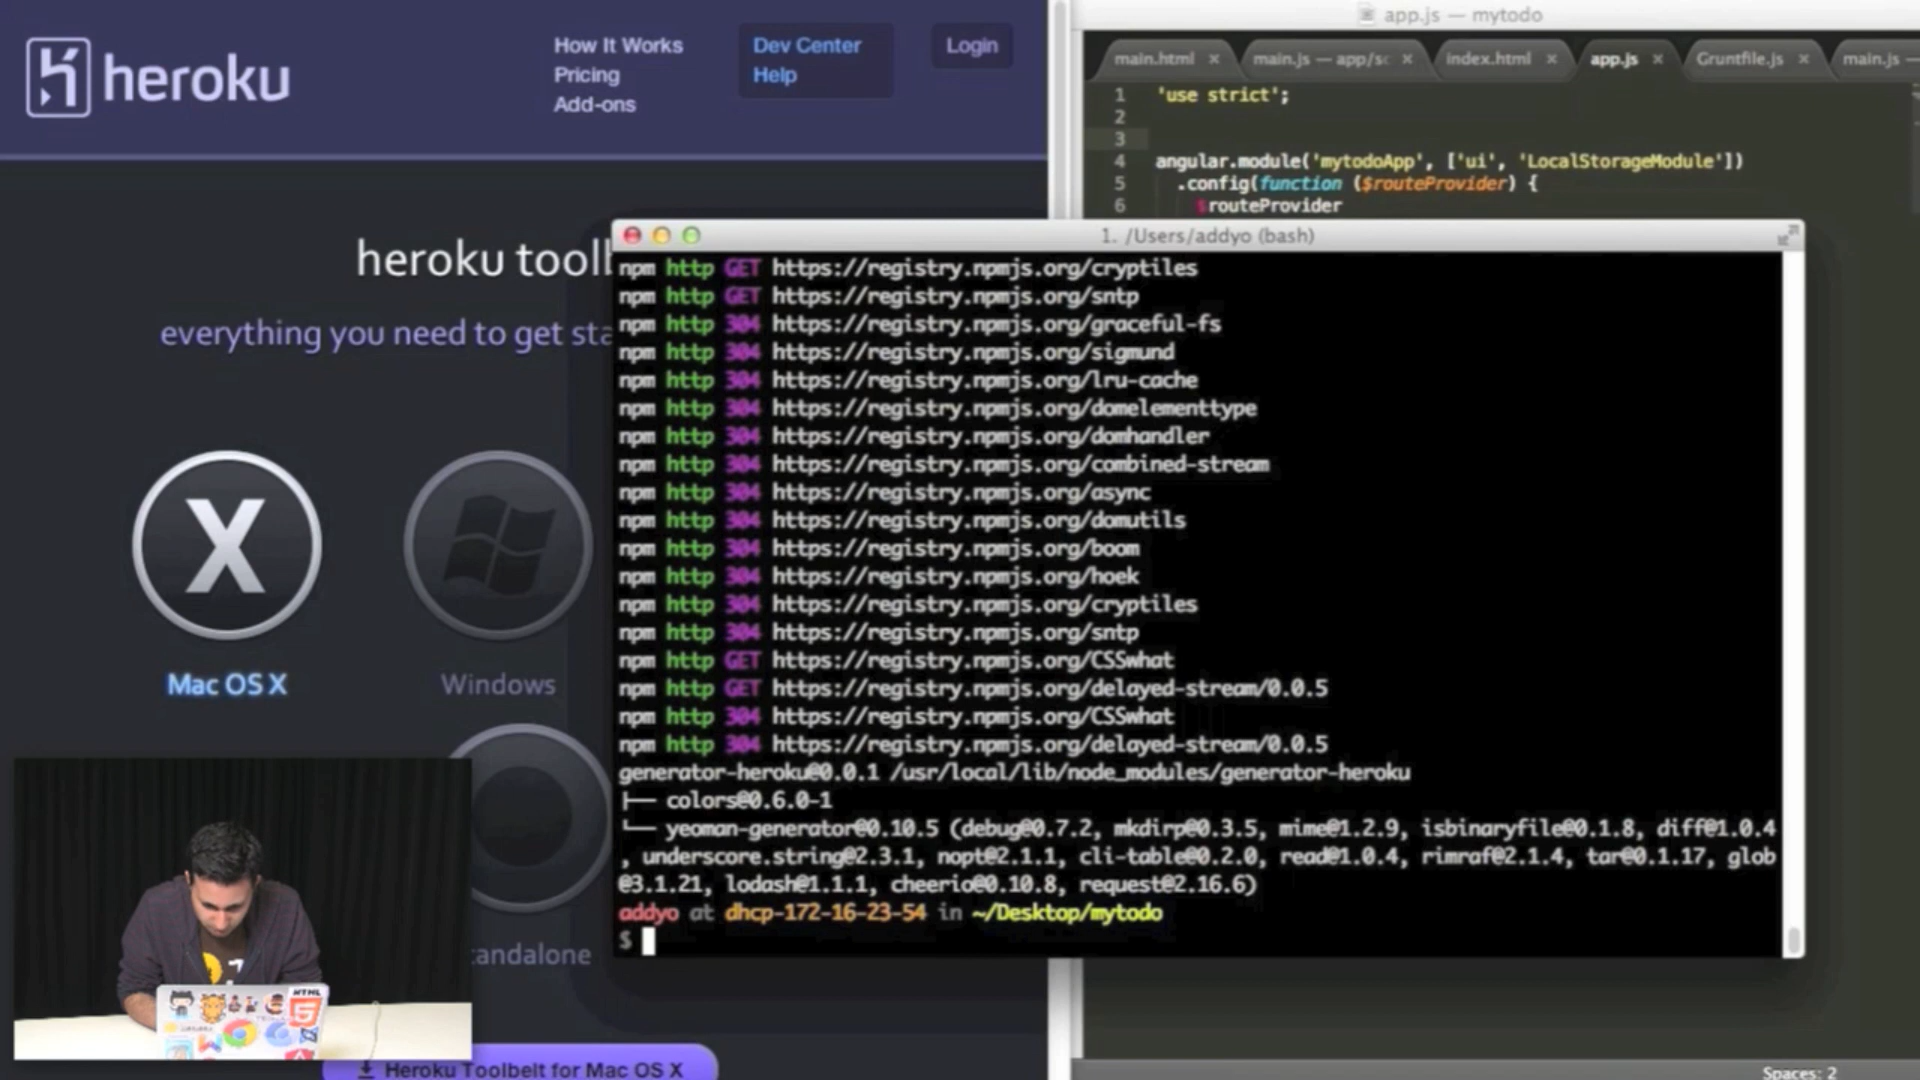 heroku
How It Works
Pricing
Add-ons
Dev Center
Help
Login
heroku tool
everything you need to get sta
Mac OS X
Windows
andalone
Heroku Toolbelt for Mac OS X
app.js — mytodo
main.html ×
main.js — app/sc ×
index.html ×
app.js ×
Gruntfile.js ×
main.js —
1 'use strict';
2
3
4 angular.module('mytodoApp', ['ui', 'LocalStorageModule'])
5 .config(function ($routeProvider) {
6 $routeProvider
1. /Users/addyo (bash)
npm http GET https://registry.npmjs.org/cryptiles
npm http GET https://registry.npmjs.org/sntp
npm http 304 https://registry.npmjs.org/graceful-fs
npm http 304 https://registry.npmjs.org/sigmund
npm http 304 https://registry.npmjs.org/lru-cache
npm http 304 https://registry.npmjs.org/domelementtype
npm http 304 https://registry.npmjs.org/domhandler
npm http 304 https://registry.npmjs.org/combined-stream
npm http 304 https://registry.npmjs.org/async
npm http 304 https://registry.npmjs.org/domutils
npm http 304 https://registry.npmjs.org/boom
npm http 304 https://registry.npmjs.org/hoek
npm http 304 https://registry.npmjs.org/cryptiles
npm http 304 https://registry.npmjs.org/sntp
npm http GET https://registry.npmjs.org/CSSwhat
npm http GET https://registry.npmjs.org/delayed-stream/0.0.5
npm http 304 https://registry.npmjs.org/CSSwhat
npm http 304 https://registry.npmjs.org/delayed-stream/0.0.5
generator-heroku@0.0.1 /usr/local/lib/node_modules/generator-heroku
├── colors@0.6.0-1
└── yeoman-generator@0.10.5 (debug@0.7.2, mkdirp@0.3.5, mime@1.2.9, isbinaryfile@0.1.8, diff@1.0.4
, underscore.string@2.3.1, nopt@2.1.1, cli-table@0.2.0, read@1.0.4, rimraf@2.1.4, tar@0.1.17, glob
@3.1.21, lodash@1.1.1, cheerio@0.10.8, request@2.16.6)
addyo at dhcp-172-16-23-54 in ~/Desktop/mytodo
$
HTML
5
Spaces: 2